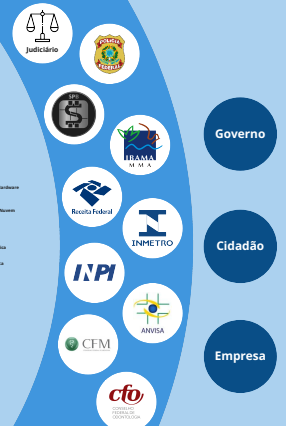 Judiciário
POLÍCIA
FEDERAL
SPU
IBAMA
M M A
Receita Federal
INMETRO
INPI
ANVISA
CFM
cfo
CONSELHO
FEDERAL DE
ODONTOLOGIA
Governo
Cidadão
Empresa